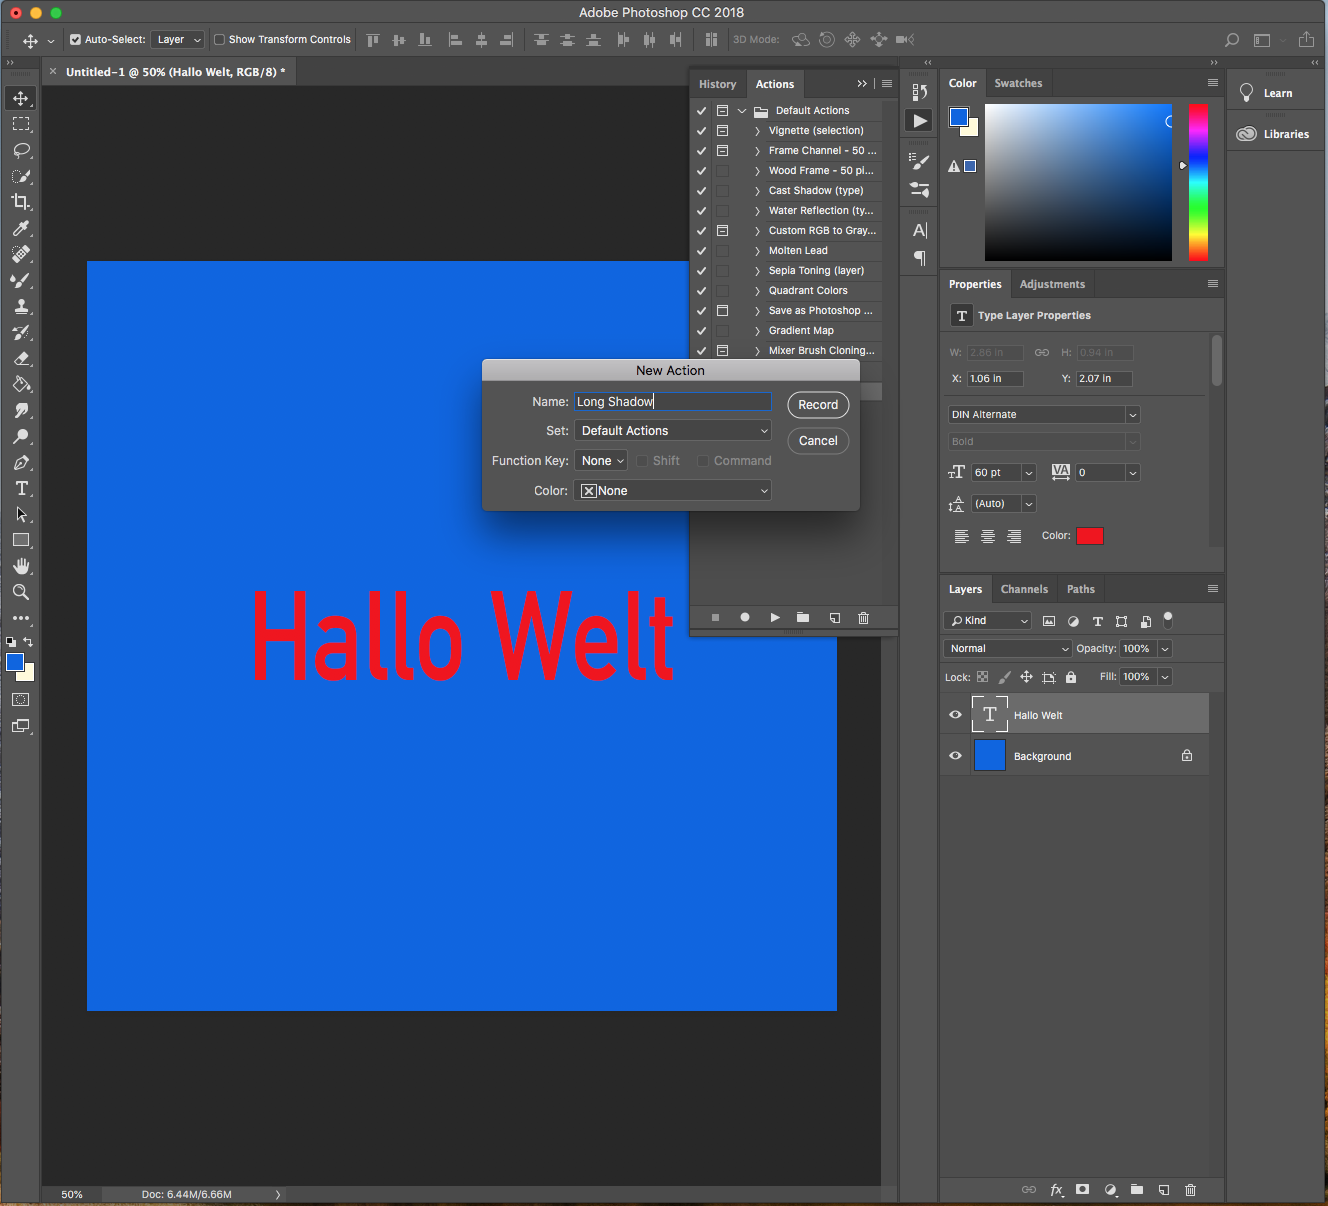 Adobe Photoshop CC 2018
Auto-Select: Layer Show Transform Controls 3D Mode:
Untitled-1 @ 50% (Hallo Welt, RGB/8) *
History Actions
Default Actions
Vignette (selection)
Frame Channel - 50 ...
Wood Frame - 50 pi...
Cast Shadow (type)
Water Reflection (ty...
Custom RGB to Gray...
Molten Lead
Sepia Toning (layer)
Quadrant Colors
Save as Photoshop ...
Gradient Map
Mixer Brush Cloning...
New Action
Name: Long Shadow
Record
Set: Default Actions
Cancel
Function Key: None Shift Command
Color: None
Hallo Welt
Color Swatches
Learn
Libraries
Properties Adjustments
T Type Layer Properties
W: 2.86 in H: 0.94 in
X: 1.06 in Y: 2.07 in
DIN Alternate
Bold
60 pt VA 0
(Auto)
Color:
Layers Channels Paths
Kind
Normal Opacity: 100%
Lock: Fill: 100%
T Hallo Welt
Background
fx
50% Doc: 6.44M/6.66M